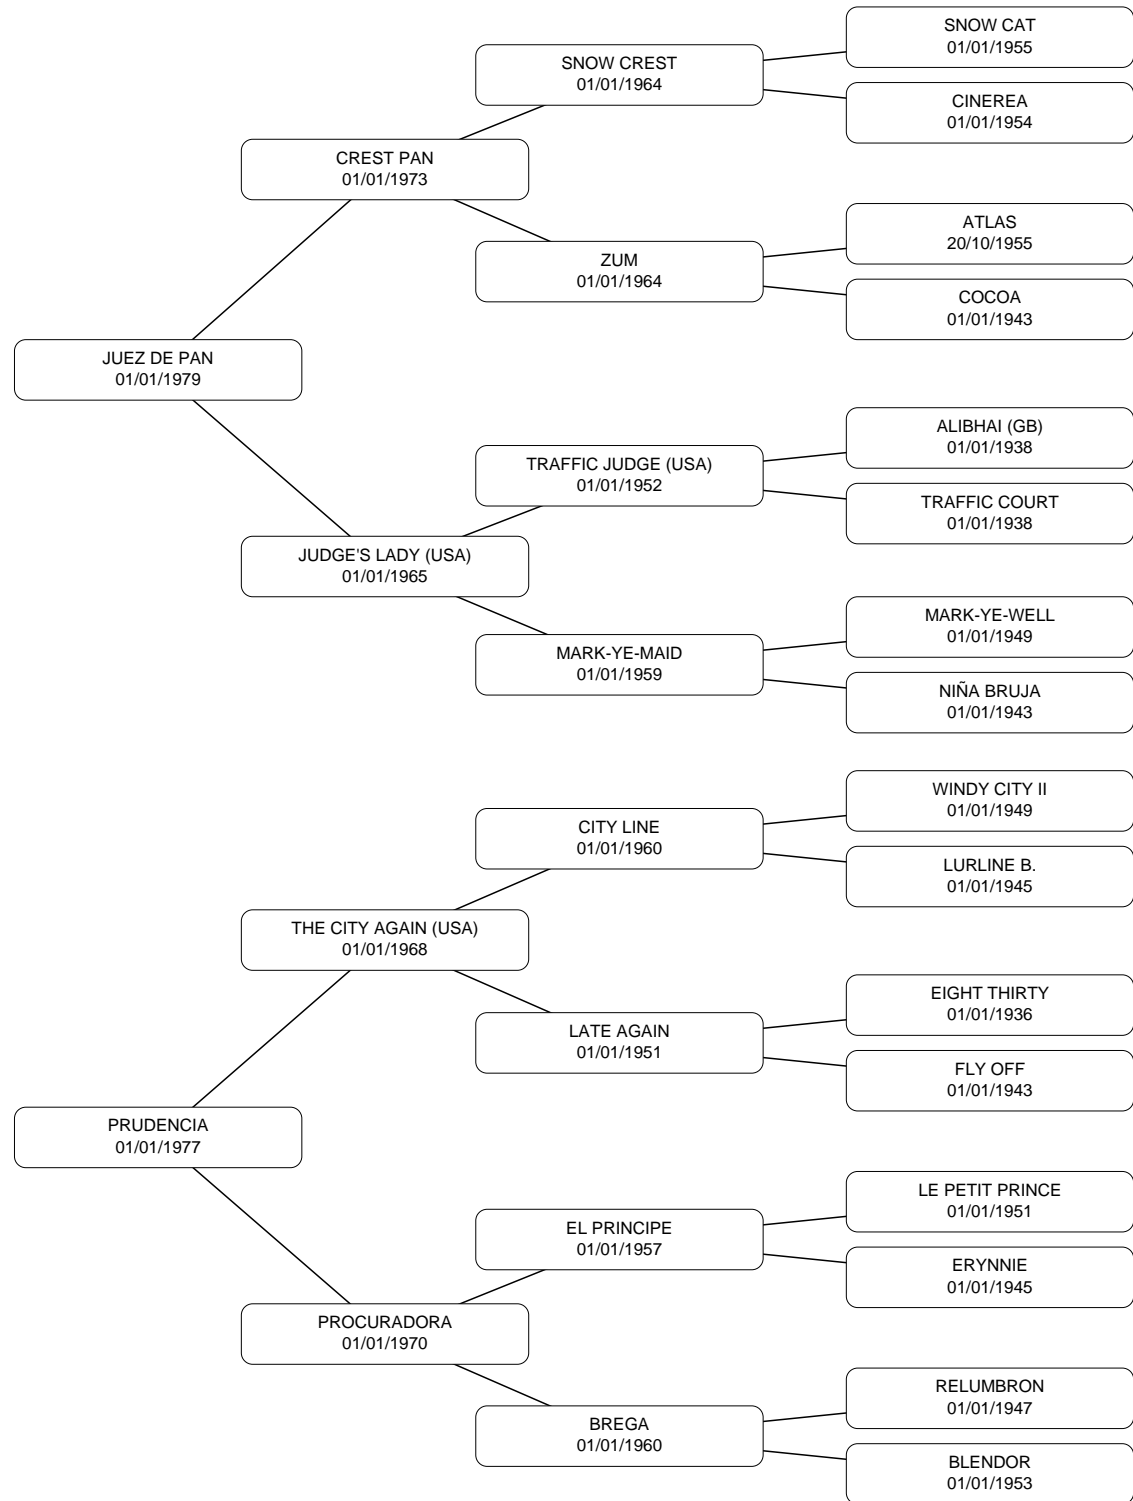 SNOW CAT
01/01/1955
SNOW CREST
01/01/1964
CINEREA
01/01/1954
CREST PAN
01/01/1973
ATLAS
20/10/1955
ZUM
01/01/1964
COCOA
01/01/1943
JUEZ DE PAN
01/01/1979
ALIBHAI (GB)
01/01/1938
TRAFFIC JUDGE (USA)
01/01/1952
TRAFFIC COURT
01/01/1938
JUDGE'S LADY (USA)
01/01/1965
MARK-YE-WELL
01/01/1949
MARK-YE-MAID
01/01/1959
NIÑA BRUJA
01/01/1943
WINDY CITY II
01/01/1949
CITY LINE
01/01/1960
LURLINE B.
01/01/1945
THE CITY AGAIN (USA)
01/01/1968
EIGHT THIRTY
01/01/1936
LATE AGAIN
01/01/1951
FLY OFF
01/01/1943
PRUDENCIA
01/01/1977
LE PETIT PRINCE
01/01/1951
EL PRINCIPE
01/01/1957
ERYNNIE
01/01/1945
PROCURADORA
01/01/1970
RELUMBRON
01/01/1947
BREGA
01/01/1960
BLENDOR
01/01/1953